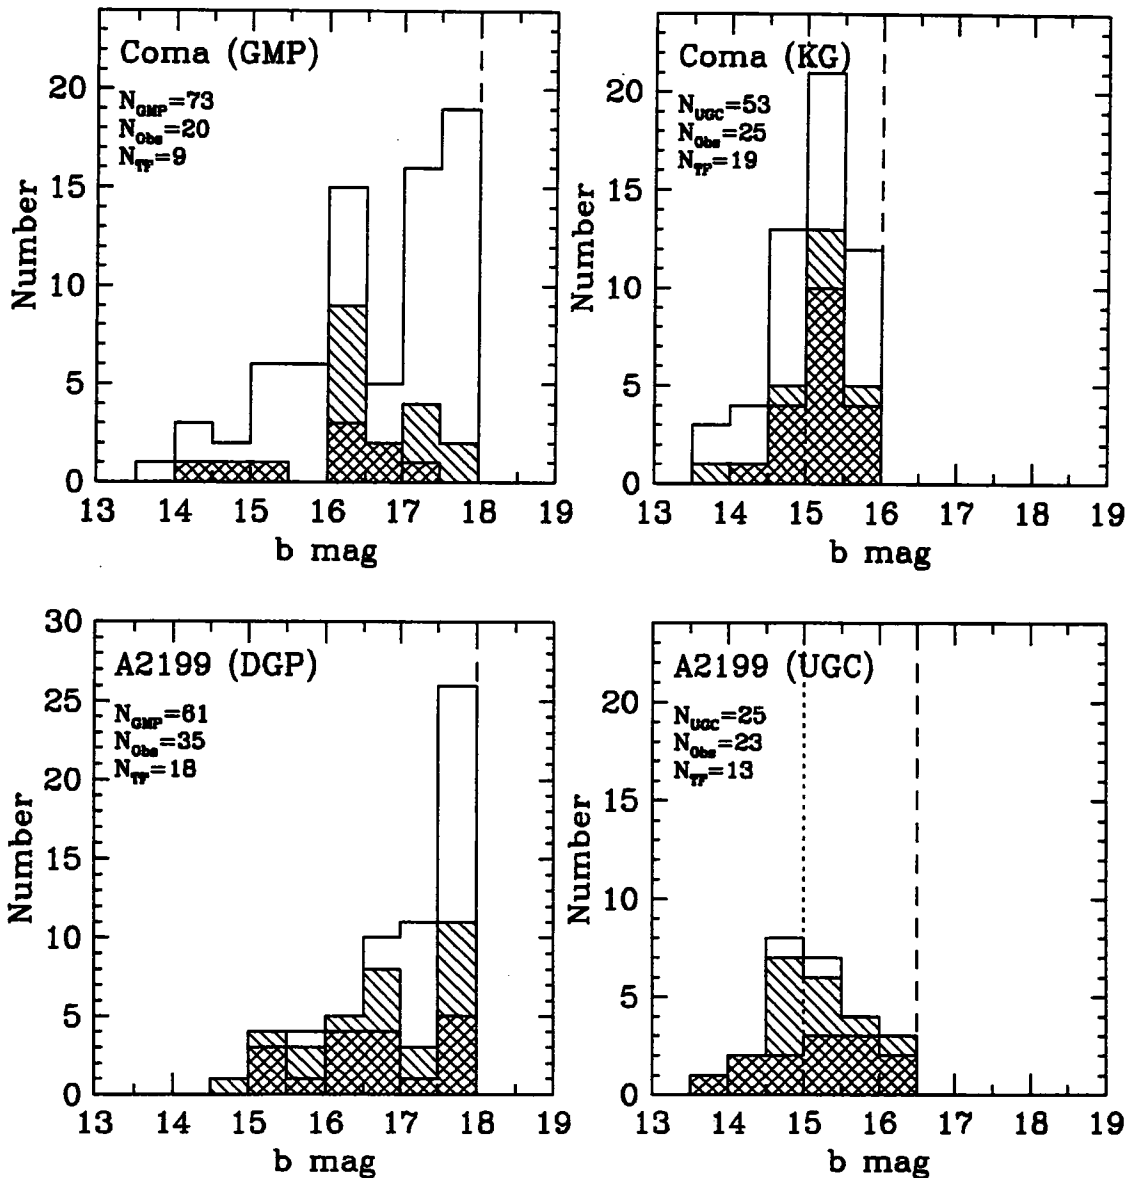 Coma (GMP)
N_GMP=73
N_Obs=20
N_TF=9
20
15
10
5
0
Number
13 14 15 16 17 18 19
b mag
Coma (KG)
N_UGC=53
N_Obs=25
N_TF=19
20
15
10
5
0
Number
13 14 15 16 17 18 19
b mag
A2199 (DGP)
N_GMP=61
N_Obs=35
N_TF=18
30
25
20
15
10
5
0
Number
13 14 15 16 17 18 19
b mag
A2199 (UGC)
N_UGC=25
N_Obs=23
N_TF=13
20
15
10
5
0
Number
13 14 15 16 17 18 19
b mag